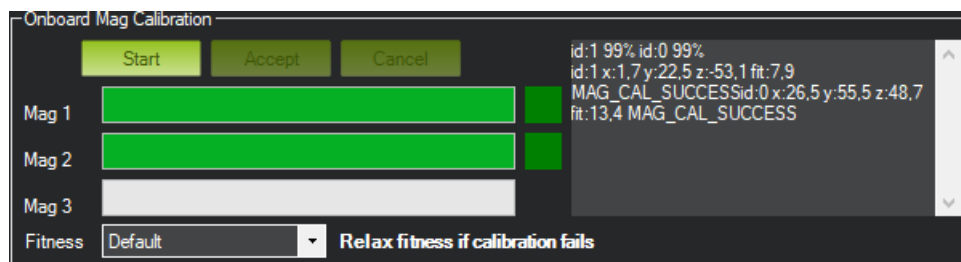 Onboard Mag Calibration
Start Accept Cancel
id:1 99% id:0 99%
id:1 x:1,7 y:22,5 z:-53,1 fit:7,9
MAG_CAL_SUCCESSid:0 x:26,5 y:55,5 z:48,7
fit:13,4 MAG_CAL_SUCCESS
Mag 1
Mag 2
Mag 3
Fitness Default Relax fitness if calibration fails